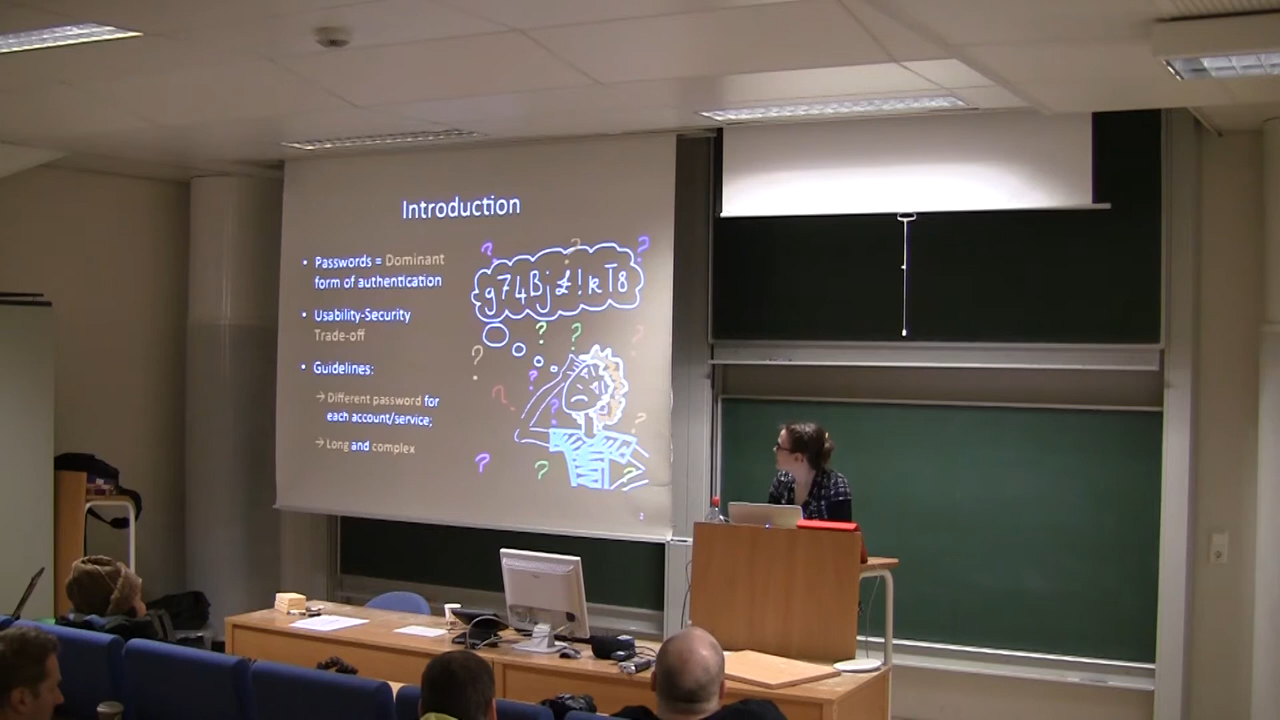 Introduction
• Passwords = Dominant
form of authentication
• Usability-Security
Trade-off
• Guidelines:
→ Different password for
each account/service;
→ Long and complex
g74Bj£!kT8
? ? ? ? ? ? ? ? ? ? ? ? ? ?
2